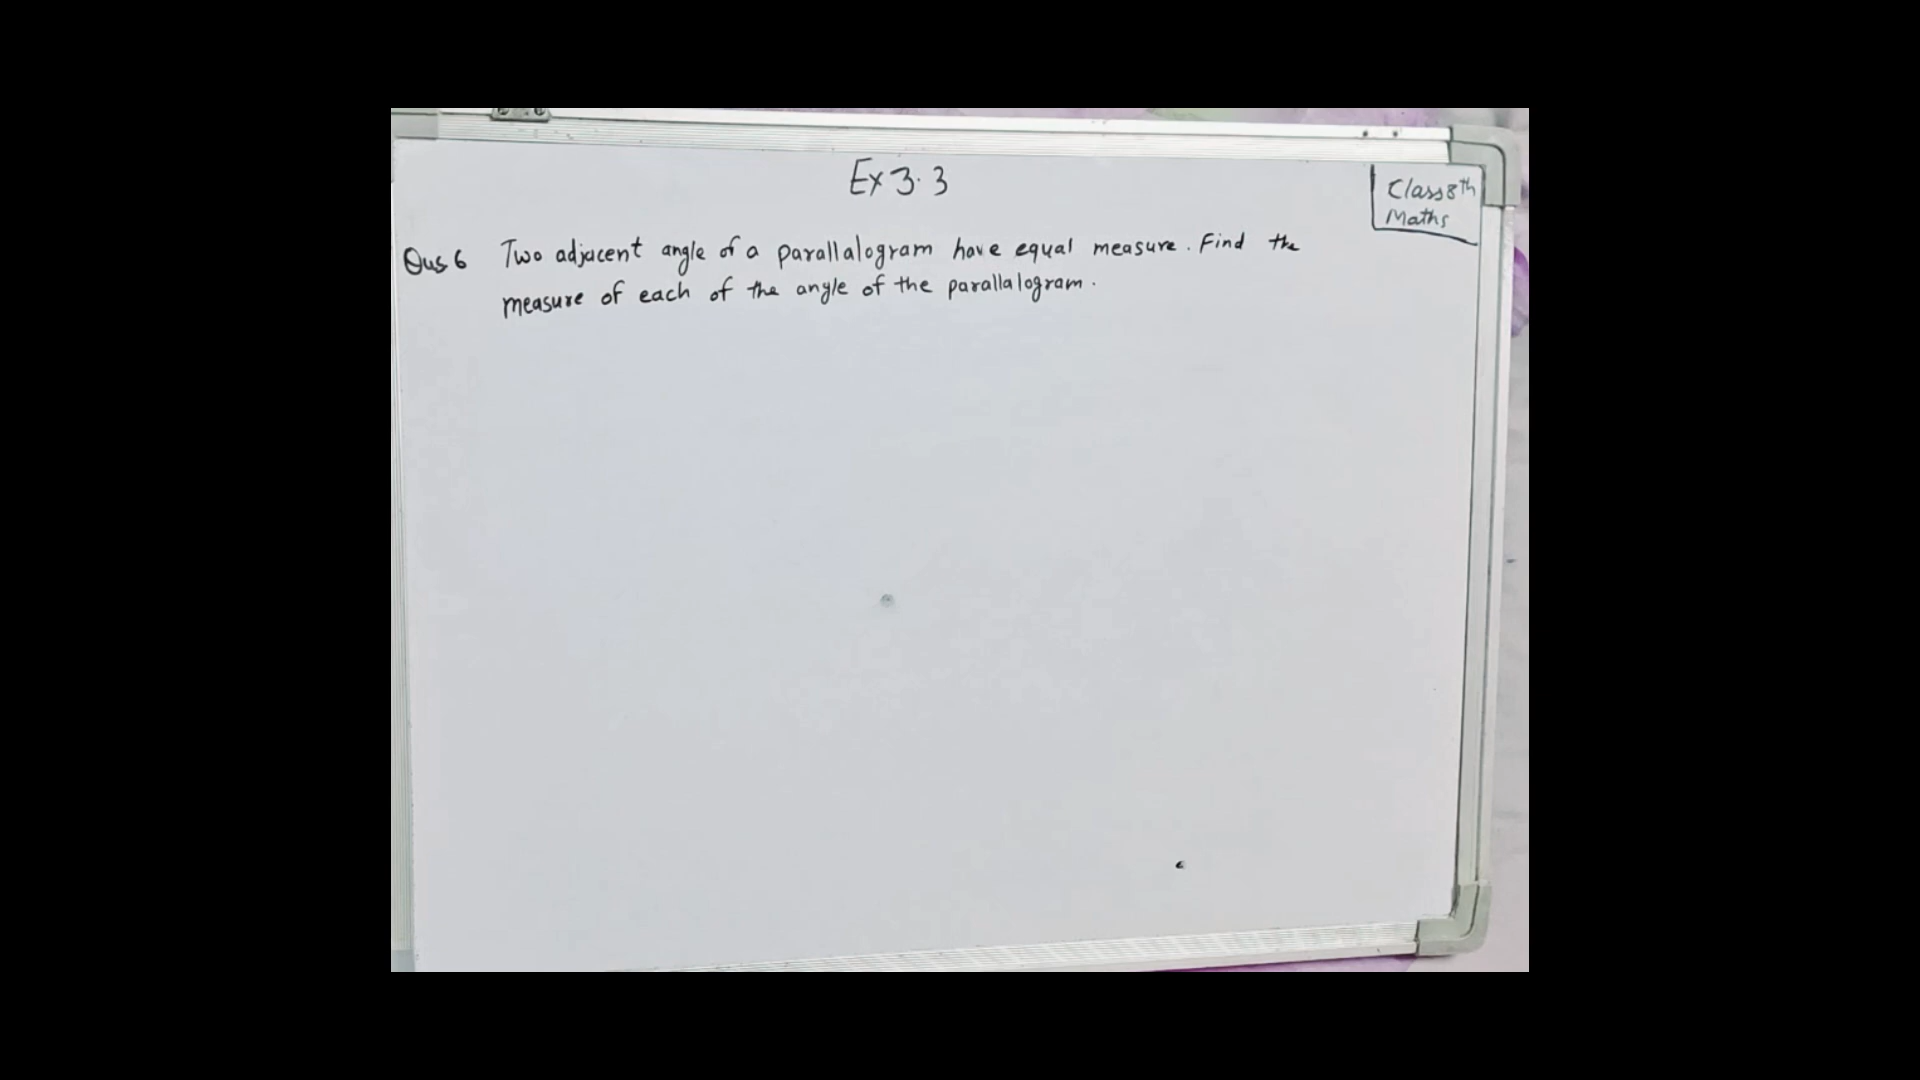 Ex 3.3
Class 8th
Maths
Qus 6 Two adjacent angle of a parallalogram have equal measure. Find the
measure of each of the angle of the parallalogram.